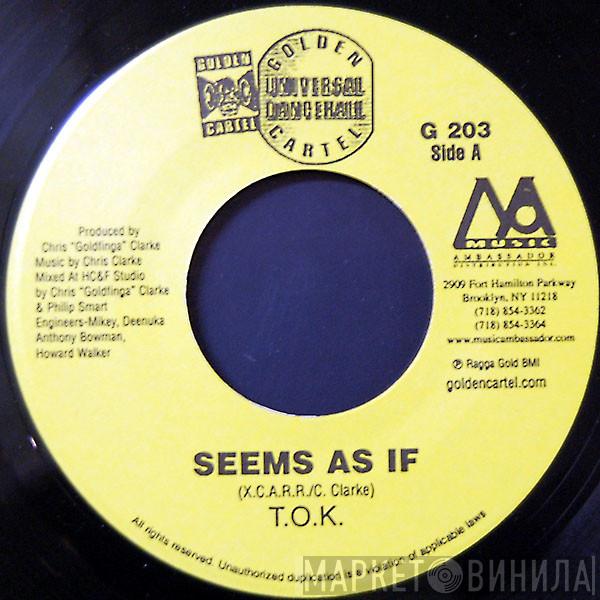 GOLDEN
CARTEL
GOLDEN
UNIVERSAL
DANCEHALL
CARTEL
G 203
Side A
MUSIC
AMBASSADOR
DISTRIBUTION INC.
2909 Fort Hamilton Parkway
Brooklyn, NY 11218
(718) 854-3362
(718) 854-3364
www.musicambassador.com
℗ Ragga Gold BMI
goldencartel.com
Produced by
Chris "Goldfinga" Clarke
Music by Chris Clarke
Mixed At HC&F Studio
by Chris "Goldfinga" Clarke
& Philip Smart
Engineers-Mikey, Deenuka
Anthony Bowman,
Howard Walker
SEEMS AS IF
(X.C.A.R.R./C. Clarke)
T.O.K.
All rights reserved. Unauthorized duplication is a violation of applicable laws
МАРКЕТ ВИНИЛА